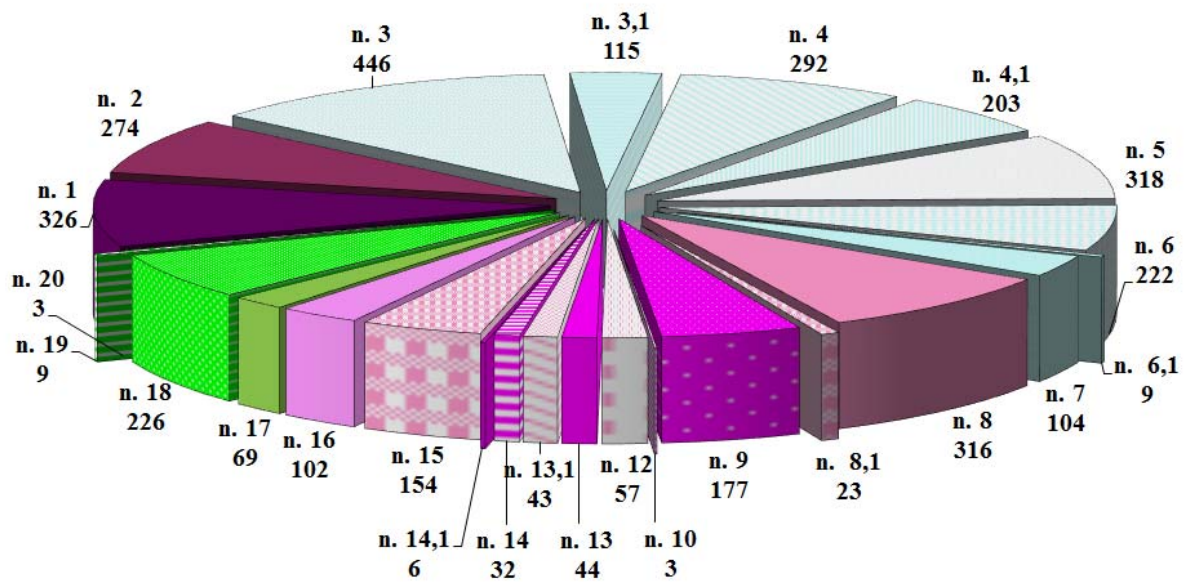 n. 3
446
n. 3,1
115
n. 4
292
n. 4,1
203
n. 5
318
n. 6
222
n. 6,1
9
n. 7
104
n. 8
316
n. 8,1
23
n. 9
177
n. 10
3
n. 12
57
n. 13
44
n. 13,1
43
n. 14
32
n. 14,1
6
n. 15
154
n. 16
102
n. 17
69
n. 18
226
n. 19
9
n. 20
3
n. 1
326
n. 2
274